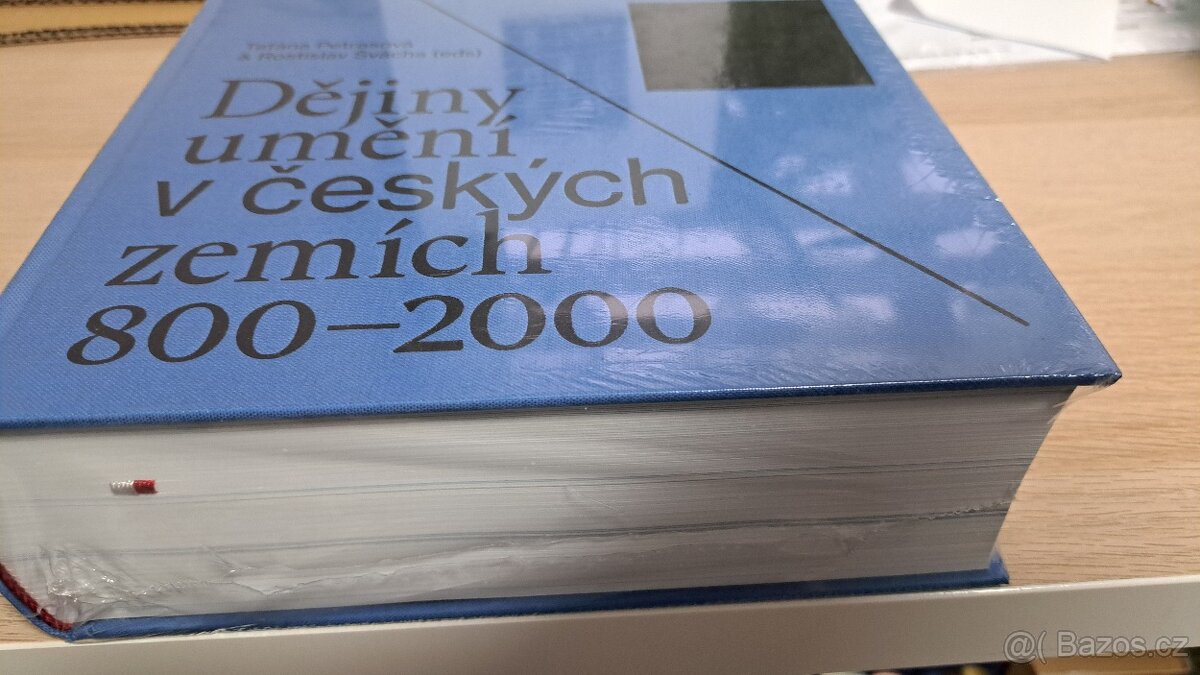 Taťána Petrasová
& Rostislav Švácha (eds)
Dějiny
umění
v českých
zemích
800–2000
@( Bazos.cz